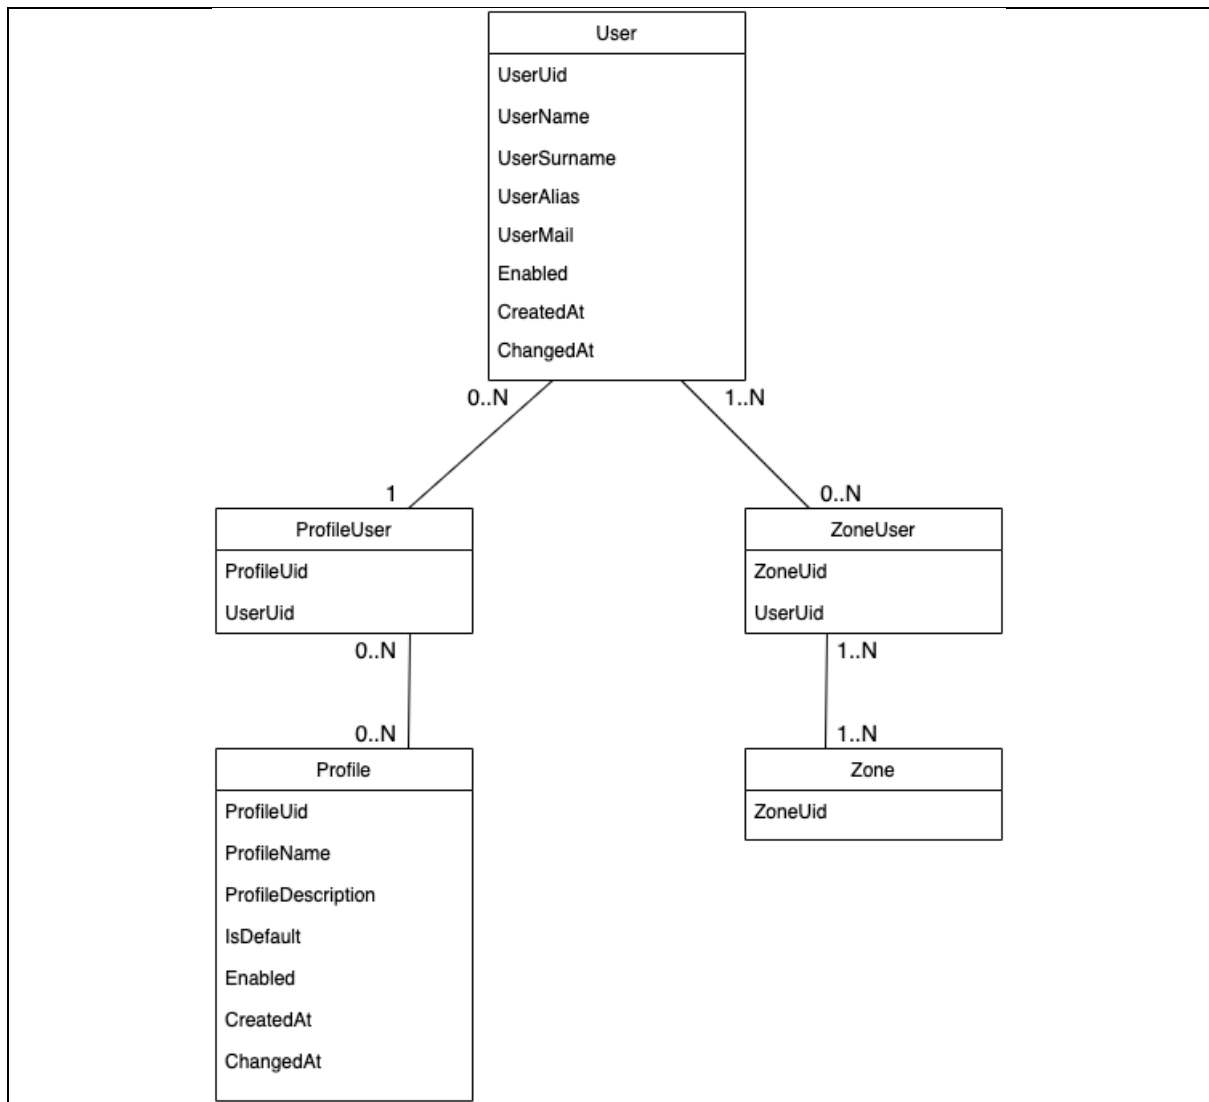 User
UserUid
UserName
UserSurname
UserAlias
UserMail
Enabled
CreatedAt
ChangedAt
0..N
1..N
1
0..N
ProfileUser
ProfileUid
UserUid
ZoneUser
ZoneUid
UserUid
0..N
1..N
0..N
1..N
Profile
ProfileUid
ProfileName
ProfileDescription
IsDefault
Enabled
CreatedAt
ChangedAt
Zone
ZoneUid